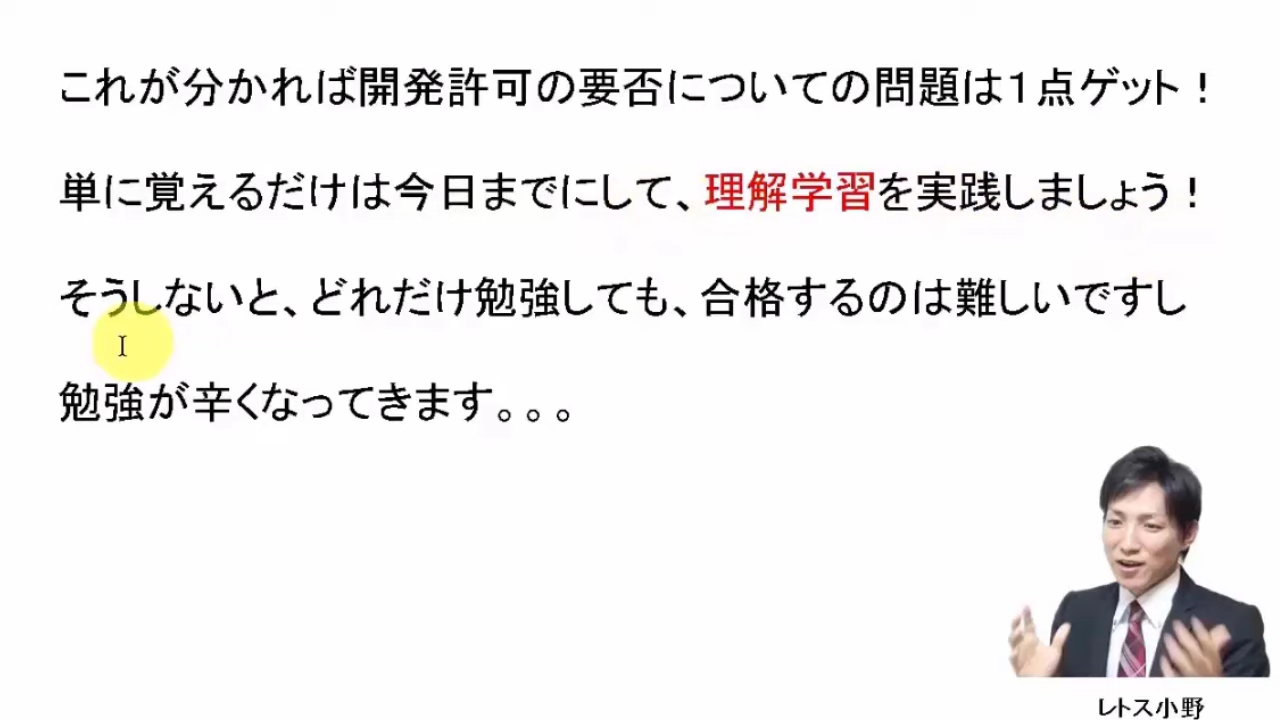 これが分かれば開発許可の要否についての問題は１点ゲット！
単に覚えるだけは今日までにして、理解学習を実践しましょう！
そうしないと、どれだけ勉強しても、合格するのは難しいですし
勉強が辛くなってきます。。。
レトス小野